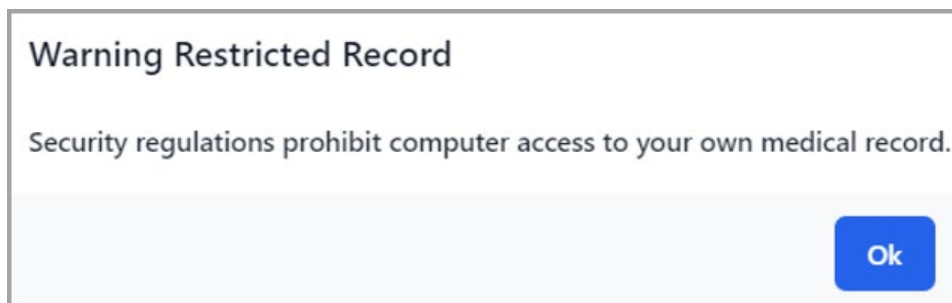 Warning Restricted Record
Security regulations prohibit computer access to your own medical record.
Ok